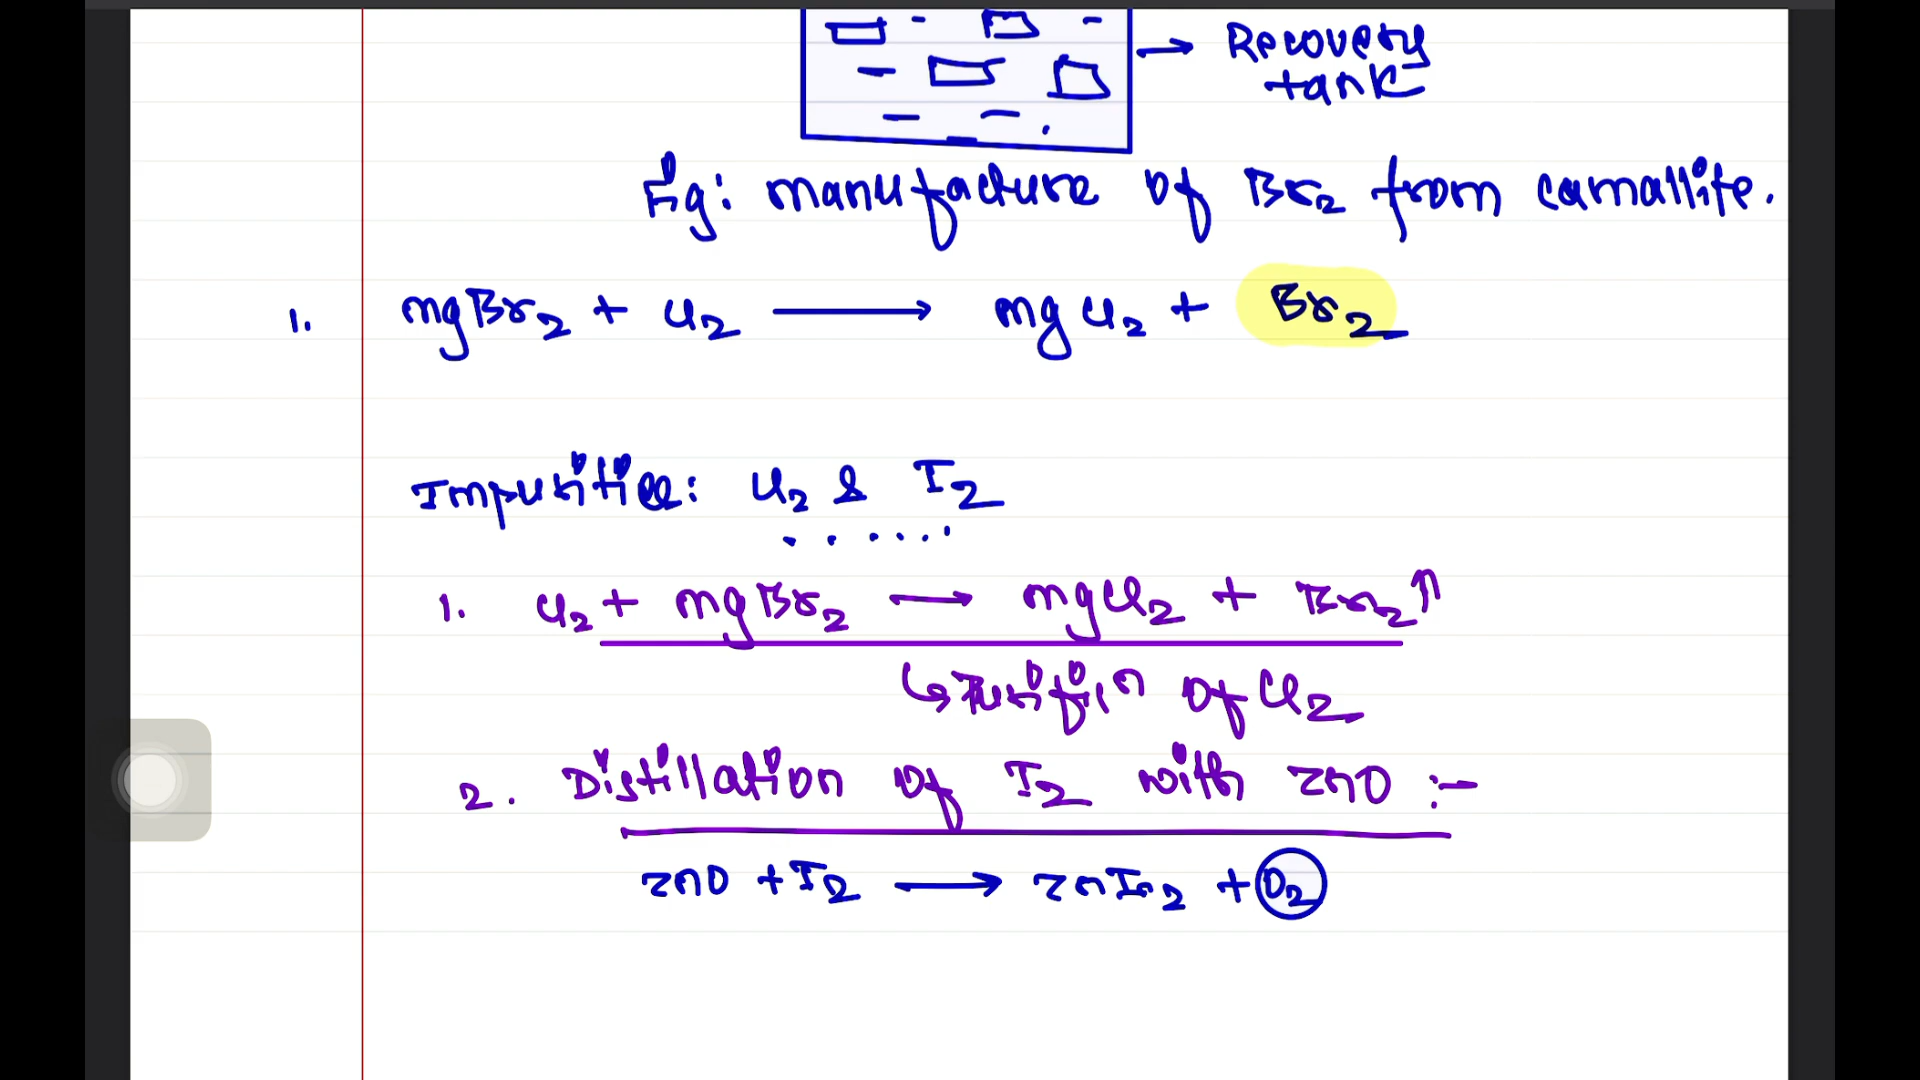 → Recovery
tank
Fig: manufacture of Br₂ from carnallite.
1. mgBr₂ + Cl₂ ⟶ mgCl₂ + Br₂
Impurities: Cl₂ & I₂
1. Cl₂ + mgBr₂ ⟶ mgCl₂ + Br₂↑
↳ Purifin of Cl₂
2. Distillation of I₂ with ZnO :-
ZnO + I₂ ⟶ ZnI₂ + O₂